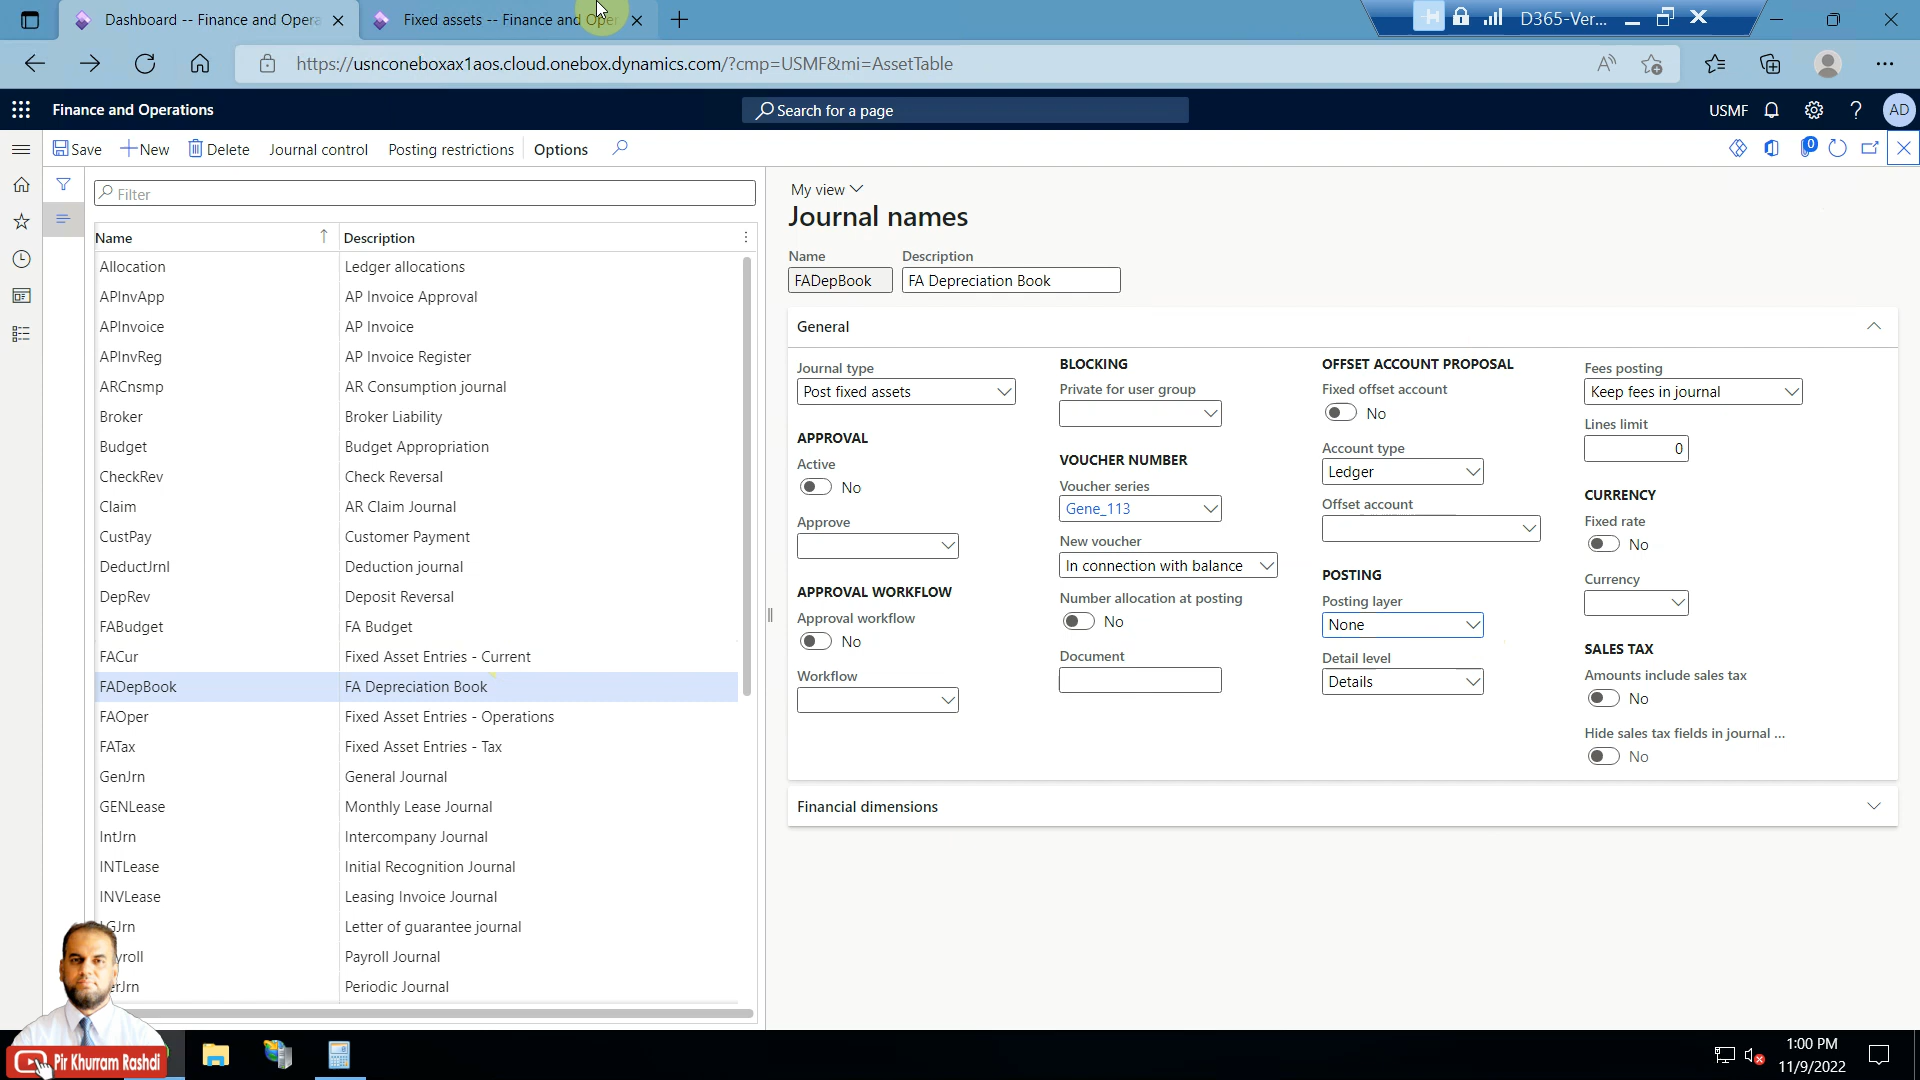 Dashboard -- Finance and Opera
Fixed assets -- Finance and Oper
D365-Ver...
https://usnconeboxax1aos.cloud.onebox.dynamics.com/?cmp=USMF&mi=AssetTable
Finance and Operations
Search for a page
USMF
AD
Save
New
Delete
Journal control
Posting restrictions
Options
0
Filter
Name
Description
Allocation
Ledger allocations
APInvApp
AP Invoice Approval
APInvoice
AP Invoice
APInvReg
AP Invoice Register
ARCnsmp
AR Consumption journal
Broker
Broker Liability
Budget
Budget Appropriation
CheckRev
Check Reversal
Claim
AR Claim Journal
CustPay
Customer Payment
DeductJrnl
Deduction journal
DepRev
Deposit Reversal
FABudget
FA Budget
FACur
Fixed Asset Entries - Current
FADepBook
FA Depreciation Book
FAOper
Fixed Asset Entries - Operations
FATax
Fixed Asset Entries - Tax
GenJrn
General Journal
GENLease
Monthly Lease Journal
IntJrn
Intercompany Journal
INTLease
Initial Recognition Journal
INVLease
Leasing Invoice Journal
GJrn
Letter of guarantee journal
yroll
Payroll Journal
erJrn
Periodic Journal
My view
Journal names
Name
Description
FADepBook
FA Depreciation Book
General
Journal type
Post fixed assets
APPROVAL
Active
No
Approve
APPROVAL WORKFLOW
Approval workflow
No
Workflow
BLOCKING
Private for user group
VOUCHER NUMBER
Voucher series
Gene_113
New voucher
In connection with balance
Number allocation at posting
No
Document
OFFSET ACCOUNT PROPOSAL
Fixed offset account
No
Account type
Ledger
Offset account
POSTING
Posting layer
None
Detail level
Details
Fees posting
Keep fees in journal
Lines limit
0
CURRENCY
Fixed rate
No
Currency
SALES TAX
Amounts include sales tax
No
Hide sales tax fields in journal ...
No
Financial dimensions
Pir Khurram Rashdi
1:00 PM
11/9/2022